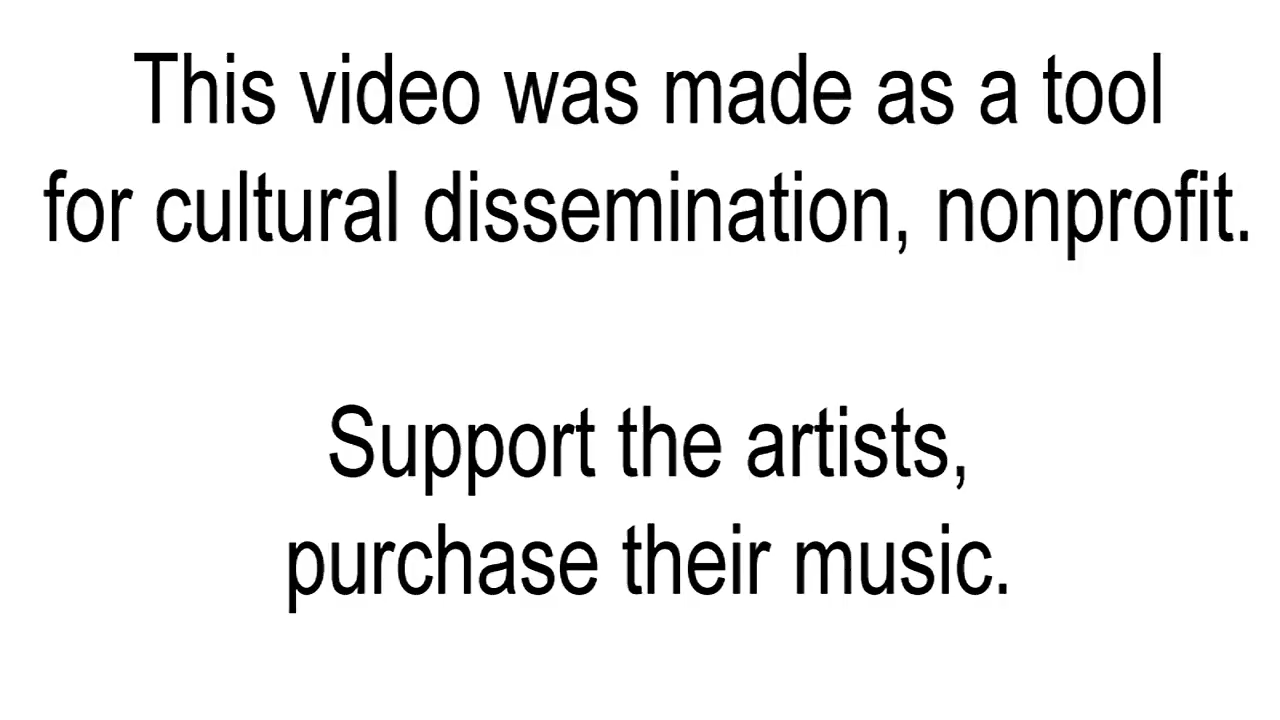 This video was made as a tool
for cultural dissemination, nonprofit.
Support the artists,
purchase their music.